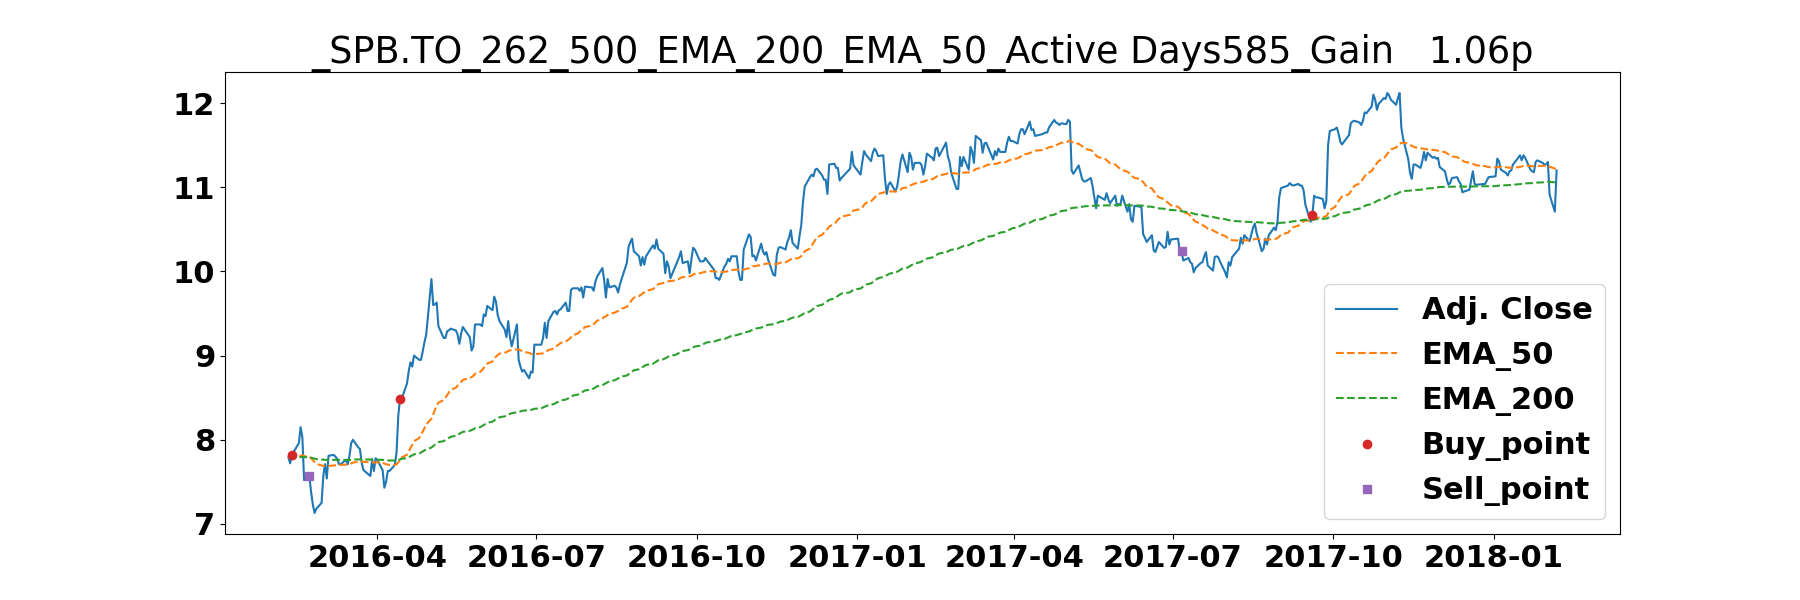 _SPB.TO_262_500_EMA_200_EMA_50_Active Days585_Gain   1.06p
12
11
10
9
8
7
Adj. Close
EMA_50
EMA_200
Buy_point
Sell_point
2016-04 2016-07 2016-10 2017-01 2017-04 2017-07 2017-10 2018-01